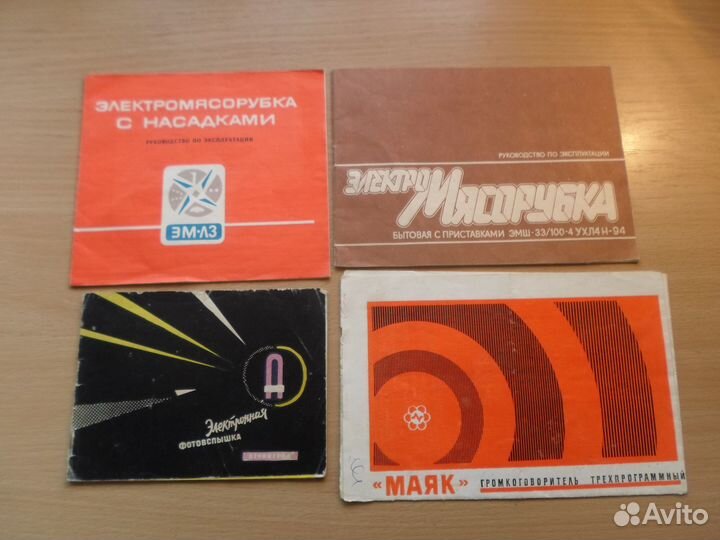 ЭЛЕКТРОМЯСОРУБКА
С НАСАДКАМИ
РУКОВОДСТВО ПО ЭКСПЛУАТАЦИИ
ЭМ-ЛЗ
РУКОВОДСТВО ПО ЭКСПЛУАТАЦИИ
ЭЛЕКТРО МЯСОРУБКА
БЫТОВАЯ С ПРИСТАВКАМИ ЭМШ-33/100-4 УХЛ4 Н-94
Электронная
ФОТОВСПЫШКА
"ЛЕНИНГРАД"
«МАЯК» ГРОМКОГОВОРИТЕЛЬ ТРЕХПРОГРАММНЫЙ
Avito